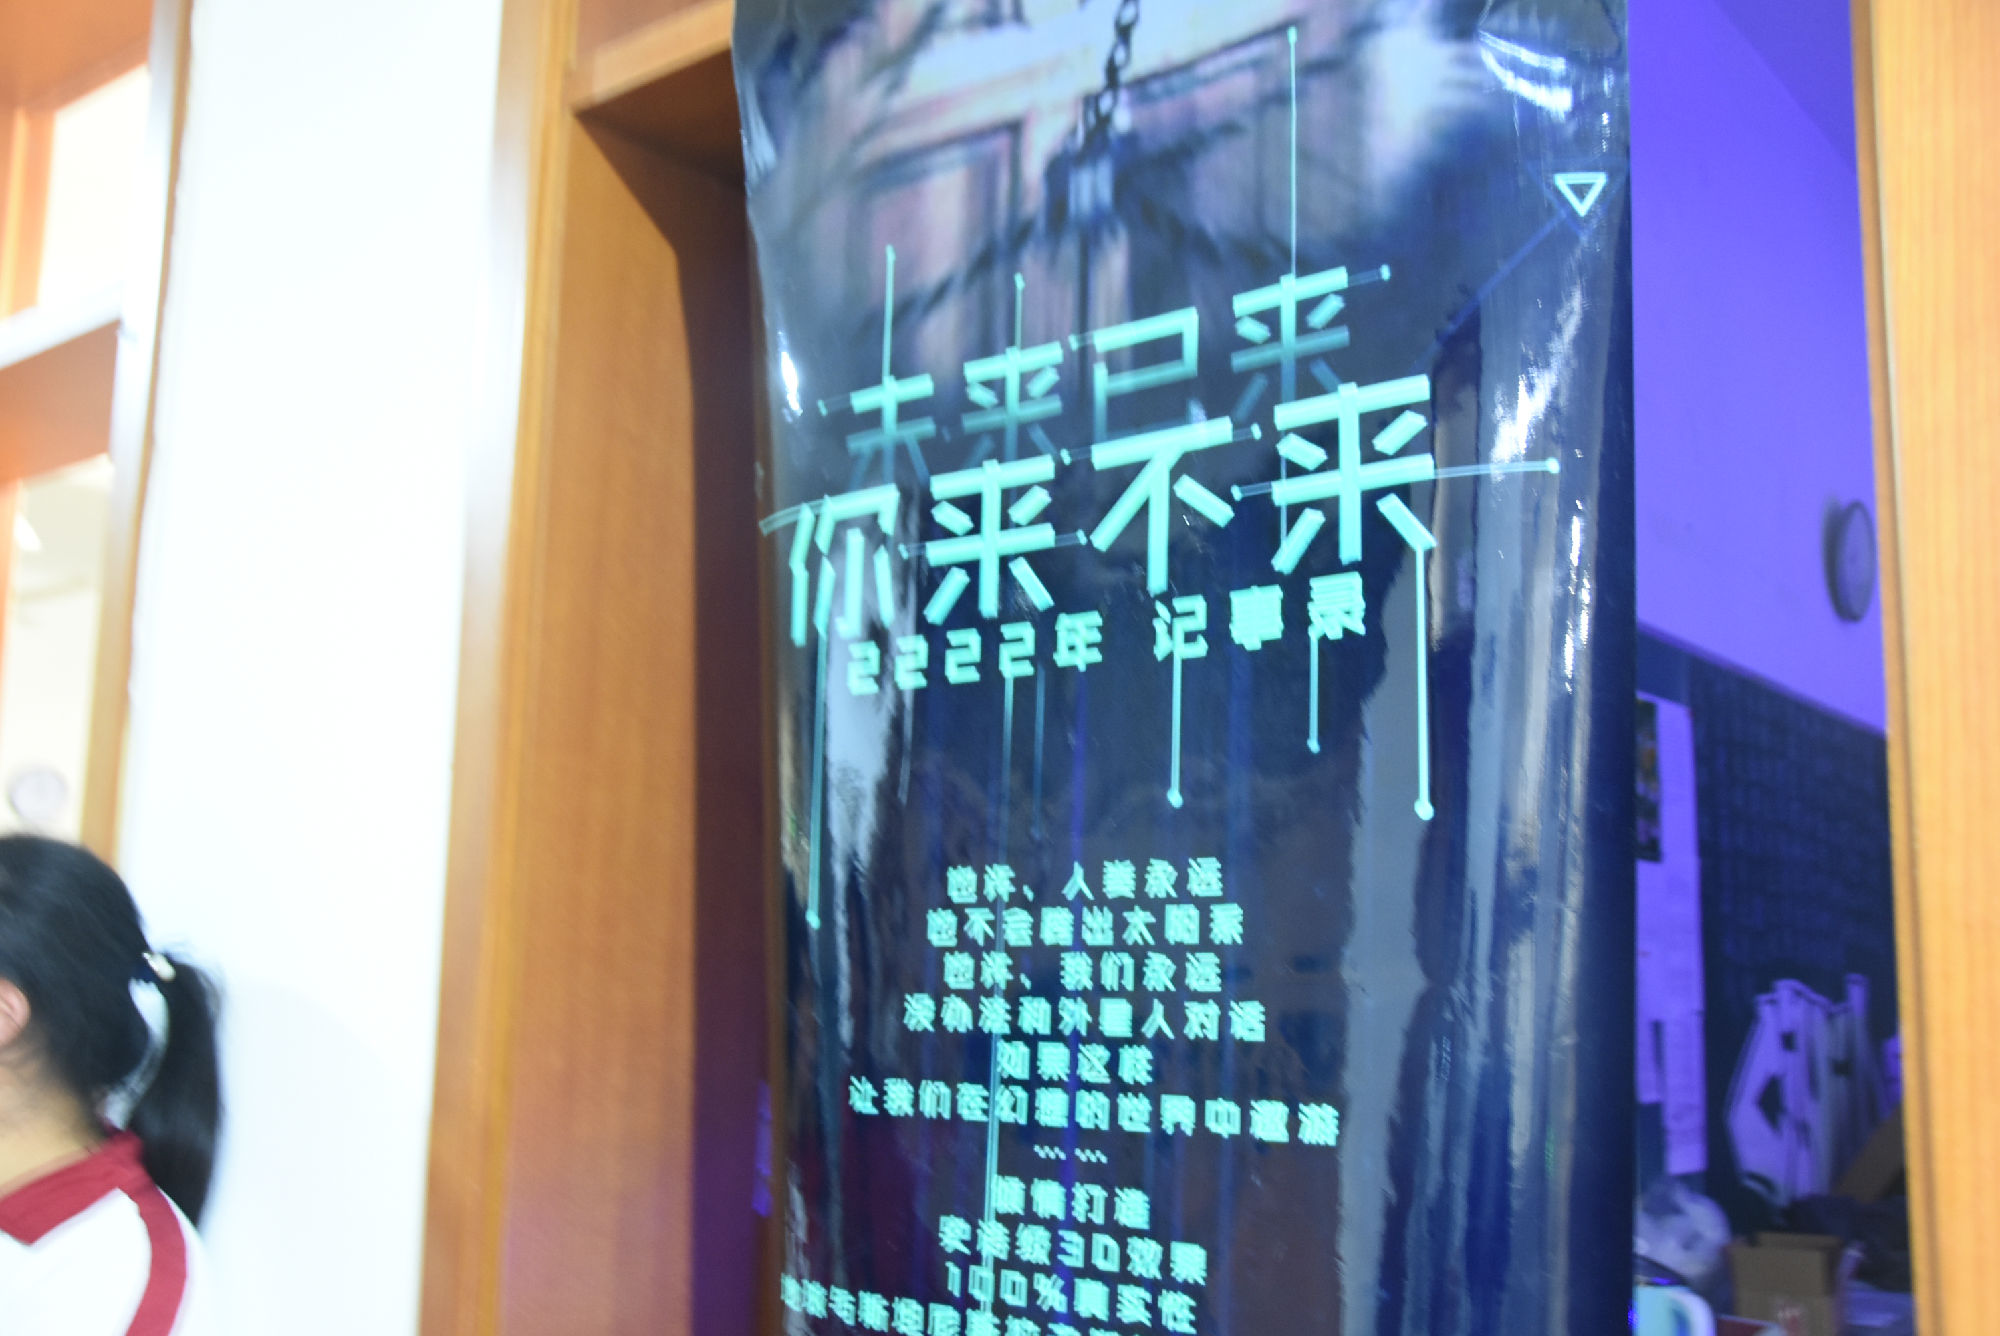 未来已来
你来不来
2222年 记事录
也许、人类永远
也不会踏出太阳系
也许、我们永远
没办法和外星人对话
如果这样
让我们在幻想的世界中遨游
……
倾情打造
史诗级3D效果
100%真实性